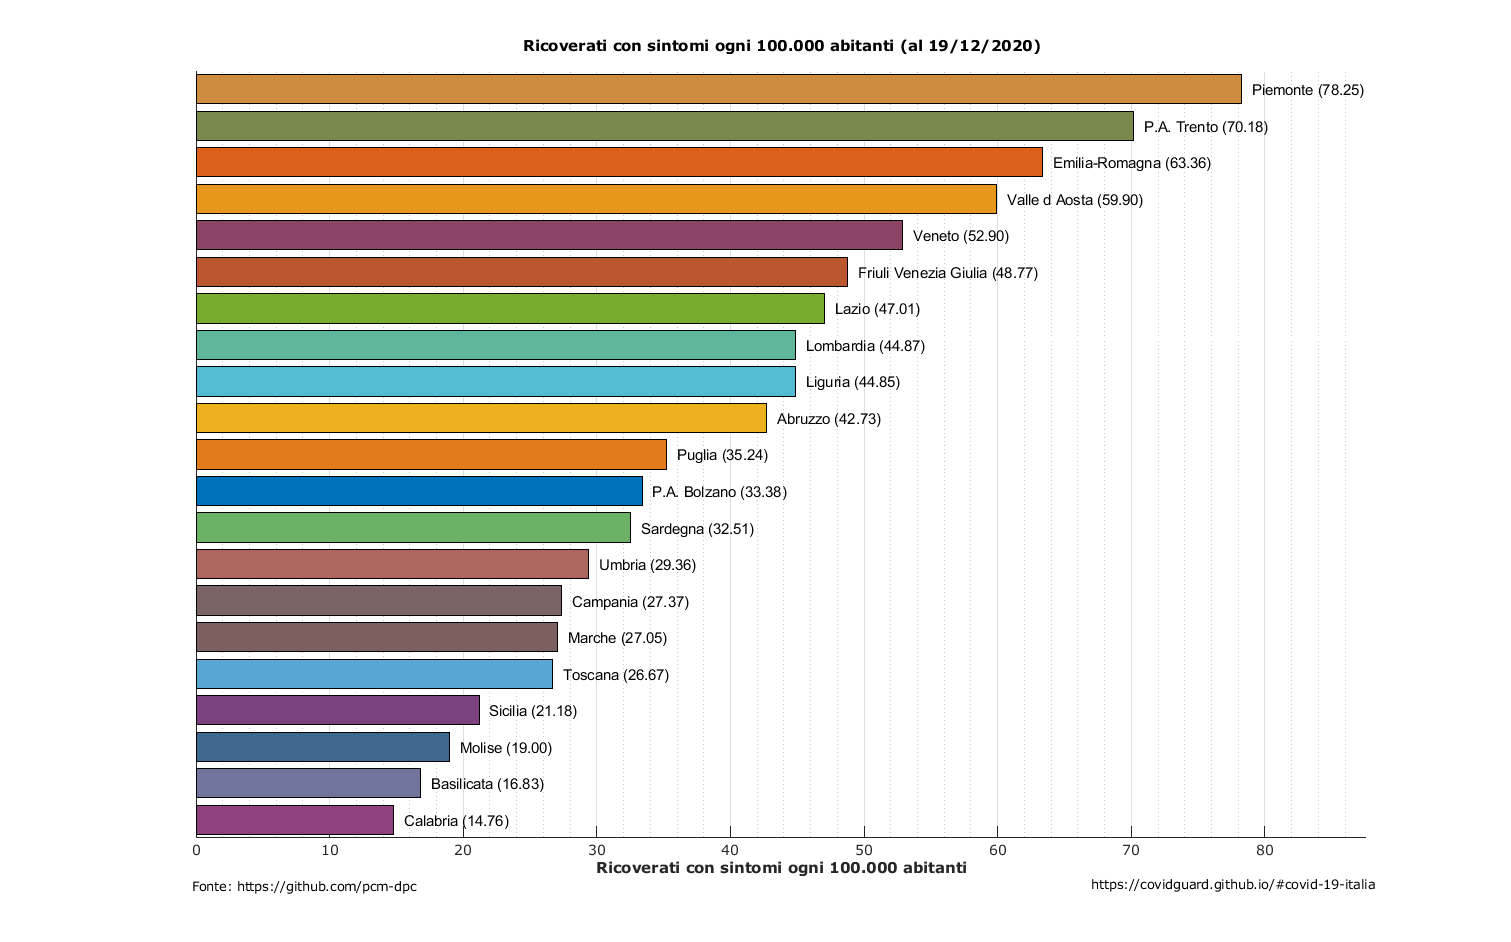 Ricoverati con sintomi ogni 100.000 abitanti (al 19/12/2020)
Piemonte (78.25)
P.A. Trento (70.18)
Emilia-Romagna (63.36)
Valle d Aosta (59.90)
Veneto (52.90)
Friuli Venezia Giulia (48.77)
Lazio (47.01)
Lombardia (44.87)
Liguria (44.85)
Abruzzo (42.73)
Puglia (35.24)
P.A. Bolzano (33.38)
Sardegna (32.51)
Umbria (29.36)
Campania (27.37)
Marche (27.05)
Toscana (26.67)
Sicilia (21.18)
Molise (19.00)
Basilicata (16.83)
Calabria (14.76)
0 10 20 30 40 50 60 70 80
Ricoverati con sintomi ogni 100.000 abitanti
Fonte: https://github.com/pcm-dpc
https://covidguard.github.io/#covid-19-italia